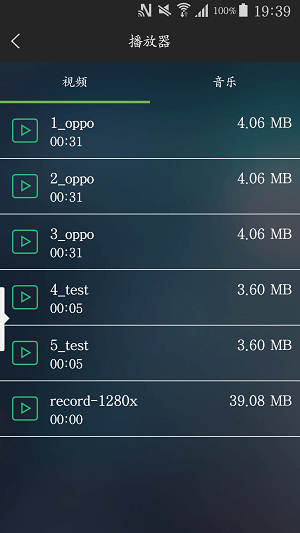 100% 19:39
播放器
视频 音乐
1_oppo 4.06 MB
00:31
2_oppo 4.06 MB
00:31
3_oppo 4.06 MB
00:31
4_test 3.60 MB
00:05
5_test 3.60 MB
00:05
record-1280x 39.08 MB
00:00